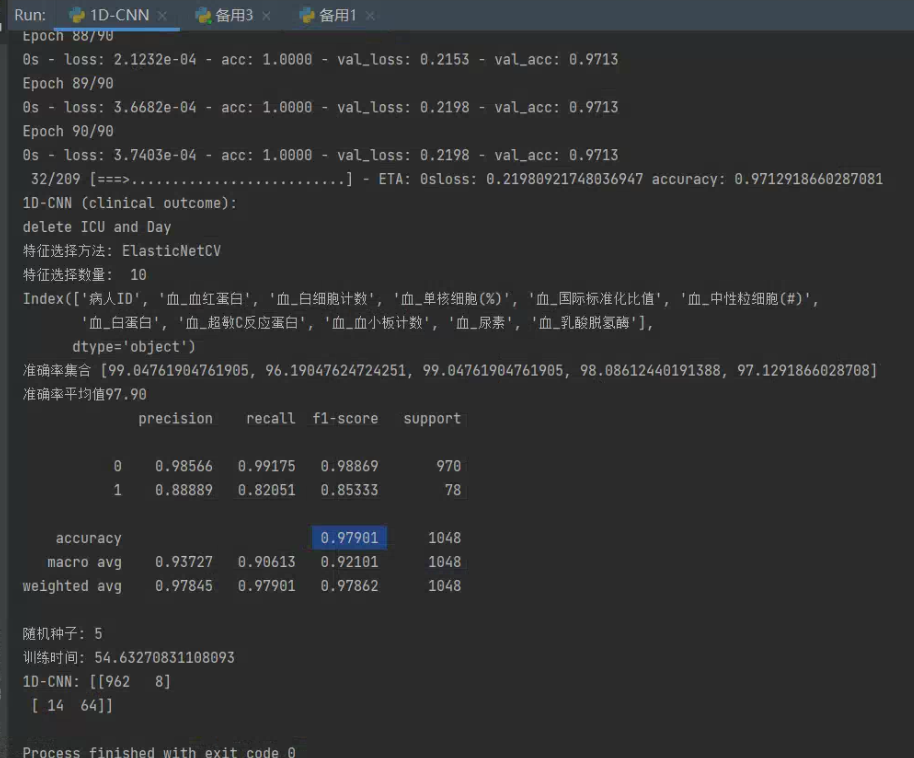 Run: 1D-CNN × 备用3 × 备用1 ×
Epoch 88/90
0s - loss: 2.1232e-04 - acc: 1.0000 - val_loss: 0.2153 - val_acc: 0.9713
Epoch 89/90
0s - loss: 3.6682e-04 - acc: 1.0000 - val_loss: 0.2198 - val_acc: 0.9713
Epoch 90/90
0s - loss: 3.7403e-04 - acc: 1.0000 - val_loss: 0.2198 - val_acc: 0.9713
32/209 [===>..........................] - ETA: 0sloss: 0.21980921748036947 accuracy: 0.9712918660287081
1D-CNN (clinical outcome):
delete ICU and Day
特征选择方法: ElasticNetCV
特征选择数量: 10
Index(['病人ID', '血_血红蛋白', '血_白细胞计数', '血_单核细胞(%)', '血_国际标准化比值', '血_中性粒细胞(#)',
'血_白蛋白', '血_超敏C反应蛋白', '血_血小板计数', '血_尿素', '血_乳酸脱氢酶'],
dtype='object')
准确率集合 [99.04761904761905, 96.19047624724251, 99.04761904761905, 98.08612440191388, 97.1291866028708]
准确率平均值97.90
precision recall f1-score support
0 0.98566 0.99175 0.98869 970
1 0.88889 0.82051 0.85333 78
accuracy 0.97901 1048
macro avg 0.93727 0.90613 0.92101 1048
weighted avg 0.97845 0.97901 0.97862 1048
随机种子: 5
训练时间: 54.63270831108093
1D-CNN: [[962 8]
[ 14 64]]
Process finished with exit code 0